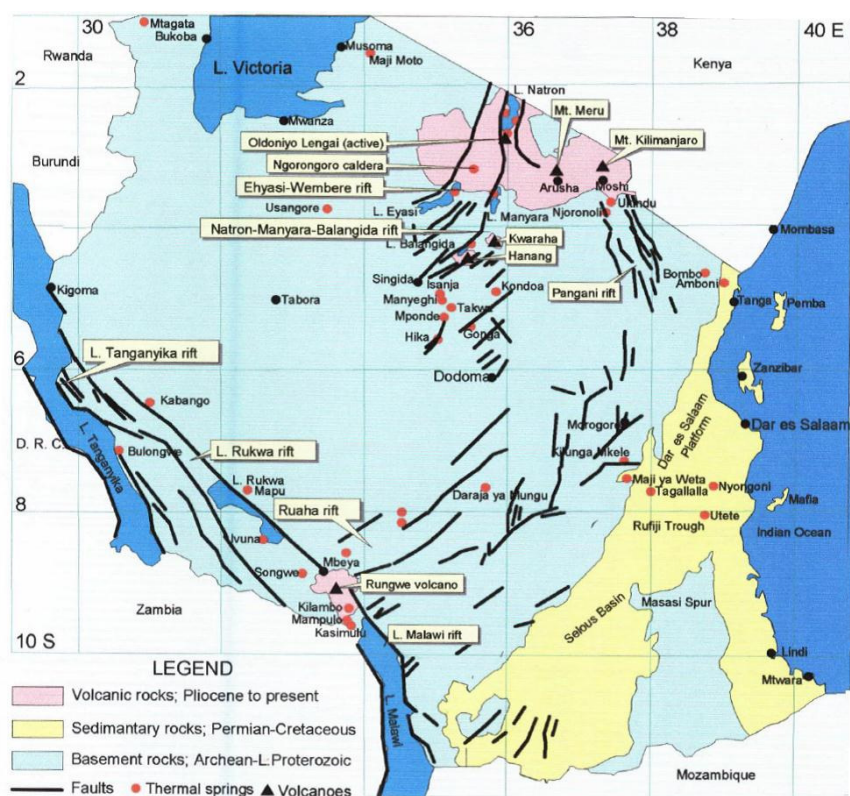 30
36
38
40 E
Mtagata
Bukoba
Rwanda
L. Victoria
Musoma
Maji Moto
Kenya
2
L. Natron
Mwanza
Mt. Meru
Oldoniyo Lengai (active)
Mt. Kilimanjaro
Burundi
Ngorongoro caldera
Arusha
Moshi
Ehyasi-Wembere rift
Usangore
L. Eyasi
L. Manyara
Njoronoli
Natron-Manyara-Balangida rift
Mombasa
L. Balangida
Kwaraha
Hanang
Kigoma
Singida
Isanja
Kondoa
Pangani rift
Bombo
Amboni
Tabora
Manyeghi
Takwa
Tanga
Pemba
Mponde
Hika
Gonga
L. Tanganyika rift
6
Dodoma
Zanzibar
Kabango
Morogoro
Dar es Salaam
Platform
Dar es Salaam
D. R. C.
L. Tanganyika
Bulongwe
L. Rukwa rift
L. Rukwa
Mapu
Maji ya Weta
Tagallalla
Nyongoni
Ruaha rift
Daraja ya Mungu
Mafia
8
Rufiji Trough
Utete
Indian Ocean
Mbeya
Songwe
Rungwe volcano
Zambia
Kilambo
Mampulo
Kasimulu
Selous Basin
Masasi Spur
10 S
L. Malawi rift
Lindi
Mtwara
L. Malawi
Mozambique
LEGEND
Volcanic rocks; Pliocene to present
Sedimantary rocks; Permian-Cretaceous
Basement rocks; Archean-L:Proterozoic
Faults
Thermal springs
Volcanoes